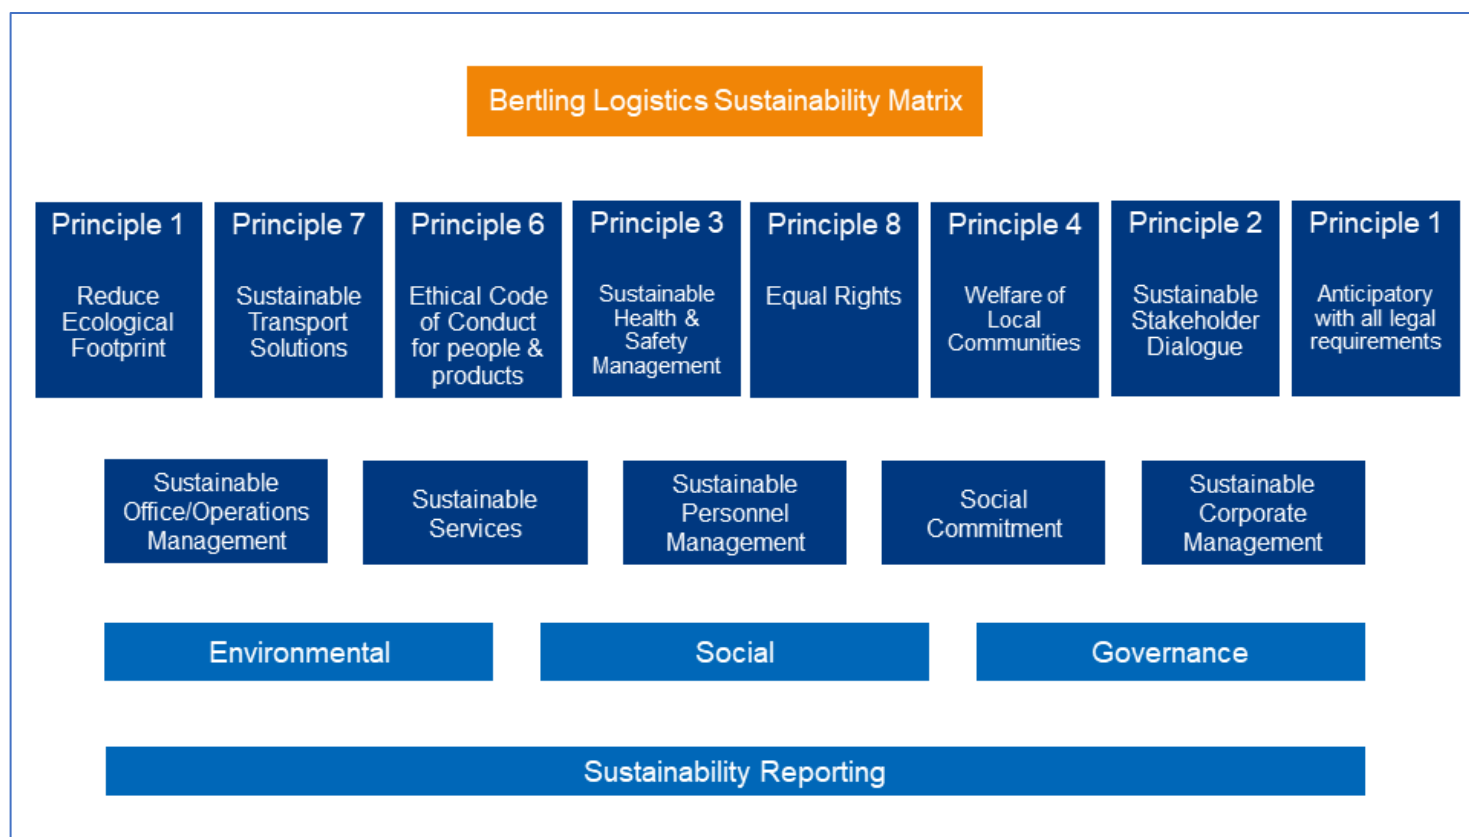 Bertling Logistics Sustainability Matrix
Principle 1
Reduce
Ecological
Footprint
Principle 7
Sustainable
Transport
Solutions
Principle 6
Ethical Code
of Conduct
for people &
products
Principle 3
Sustainable
Health &
Safety
Management
Principle 8
Equal Rights
Principle 4
Welfare of
Local
Communities
Principle 2
Sustainable
Stakeholder
Dialogue
Principle 1
Anticipatory
with all legal
requirements
Sustainable
Office/Operations
Management
Sustainable
Services
Sustainable
Personnel
Management
Social
Commitment
Sustainable
Corporate
Management
Environmental
Social
Governance
Sustainability Reporting